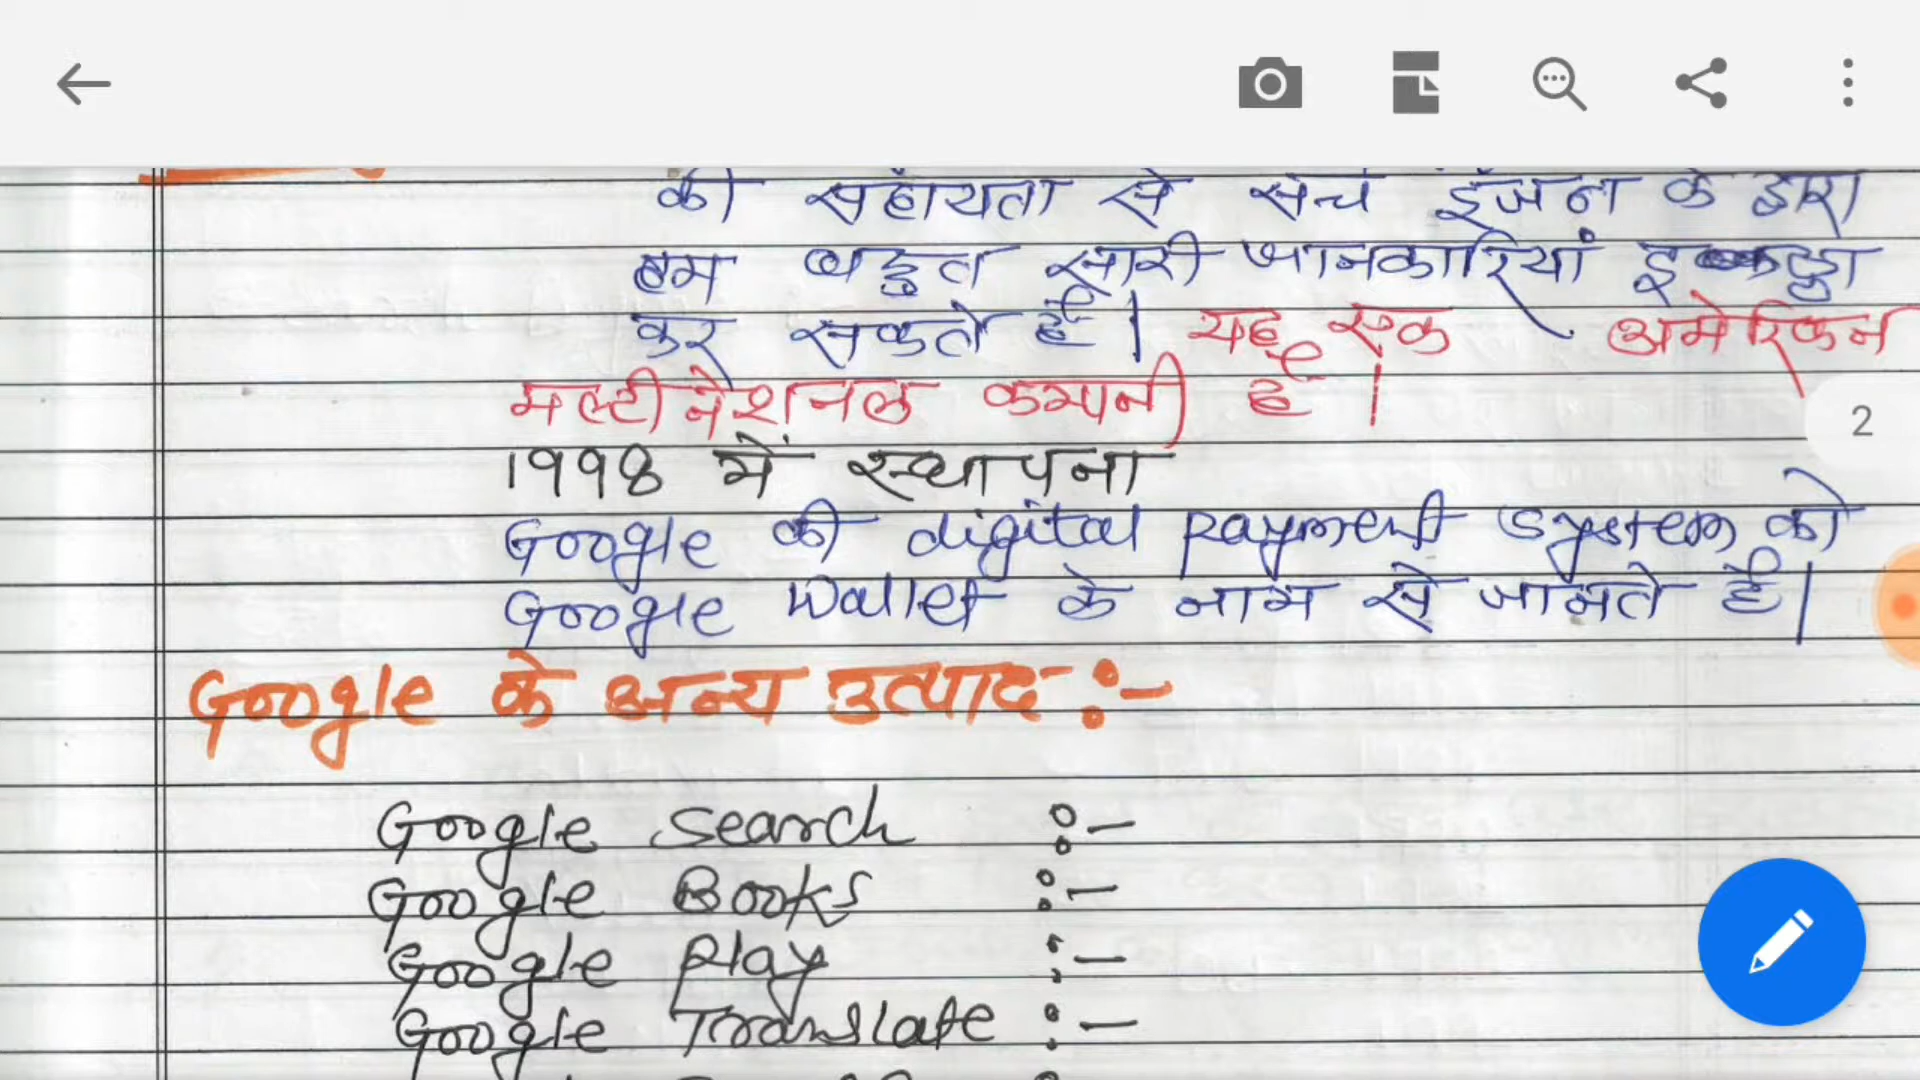 की सहायता से सर्च इंजन के द्वारा
हम बहुत सारी जानकारियां इकट्ठा
कर सकते हैं। यह एक अमेरिकन
मल्टीनेशनल कम्पनी है।
1998 में स्थापना
Google की digital payment system को
Google Wallet के नाम से जानते हैं।
2
Google के अन्य उत्पाद :-
Google Search :-
Google Books :-
Google Play :-
Google Translate :-